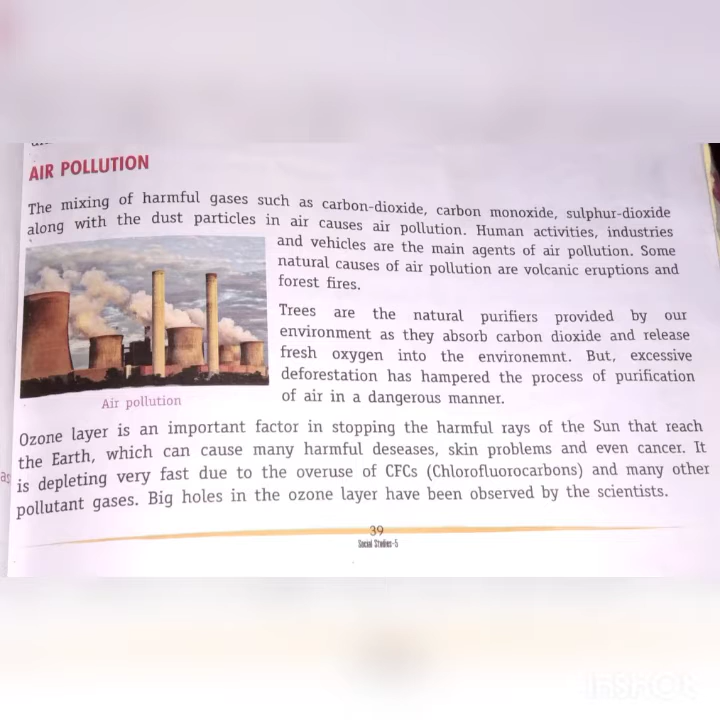 AIR POLLUTION
The mixing of harmful gases such as carbon-dioxide, carbon monoxide, sulphur-dioxide
along with the dust particles in air causes air pollution. Human activities, industries
and vehicles are the main agents of air pollution. Some
natural causes of air pollution are volcanic eruptions and
forest fires.
Trees are the natural purifiers provided by our
environment as they absorb carbon dioxide and release
fresh oxygen into the environemnt. But, excessive
deforestation has hampered the process of purification
of air in a dangerous manner.
Air pollution
Ozone layer is an important factor in stopping the harmful rays of the Sun that reach
the Earth, which can cause many harmful deseases, skin problems and even cancer. It
is depleting very fast due to the overuse of CFCs (Chlorofluorocarbons) and many other
pollutant gases. Big holes in the ozone layer have been observed by the scientists.
39
Social Studies-5